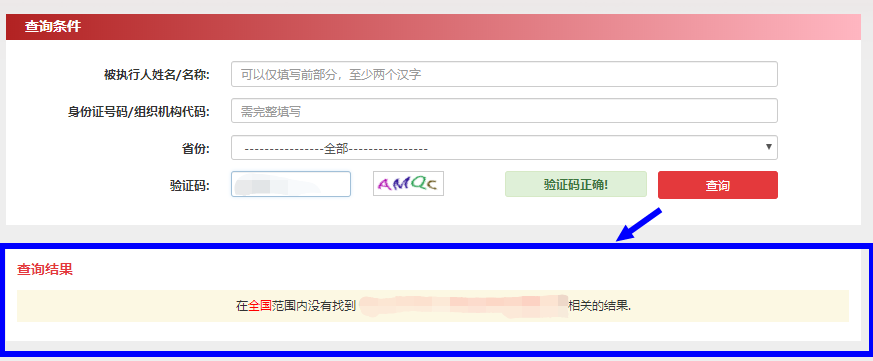 查询条件
被执行人姓名/名称: 可以仅填写前部分，至少两个汉字
身份证号码/组织机构代码: 需完整填写
省份: ----------------全部----------------
验证码: AMQc 验证码正确! 查询
查询结果
在全国范围内没有找到 相关的结果.